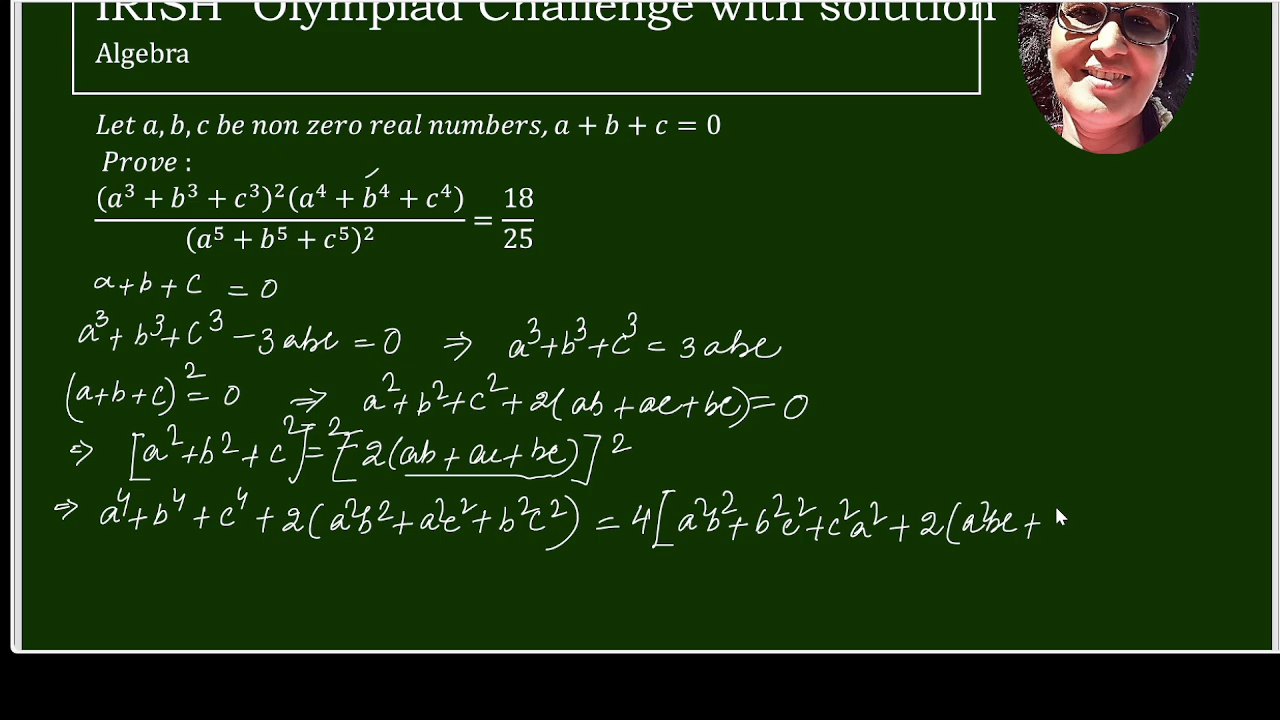 IRISH Olympiad Challenge with solution
Algebra
Let a, b, c be non zero real numbers, a + b + c = 0
Prove :
(a³ + b³ + c³)²(a⁴ + b⁴ + c⁴)
/ (a⁵ + b⁵ + c⁵)² = 18/25
a+b+c = 0
a³+b³+c³ -3abc = 0 ⇒ a³+b³+c³ = 3abc
(a+b+c)² = 0 ⇒ a²+b²+c²+2(ab+ac+bc)=0
⇒ [a²+b²+c²]² = [-2(ab+ac+bc)]²
⇒ a⁴+b⁴+c⁴+2(a²b²+a²c²+b²c²) = 4[a²b²+b²c²+c²a²+2(a²bc+